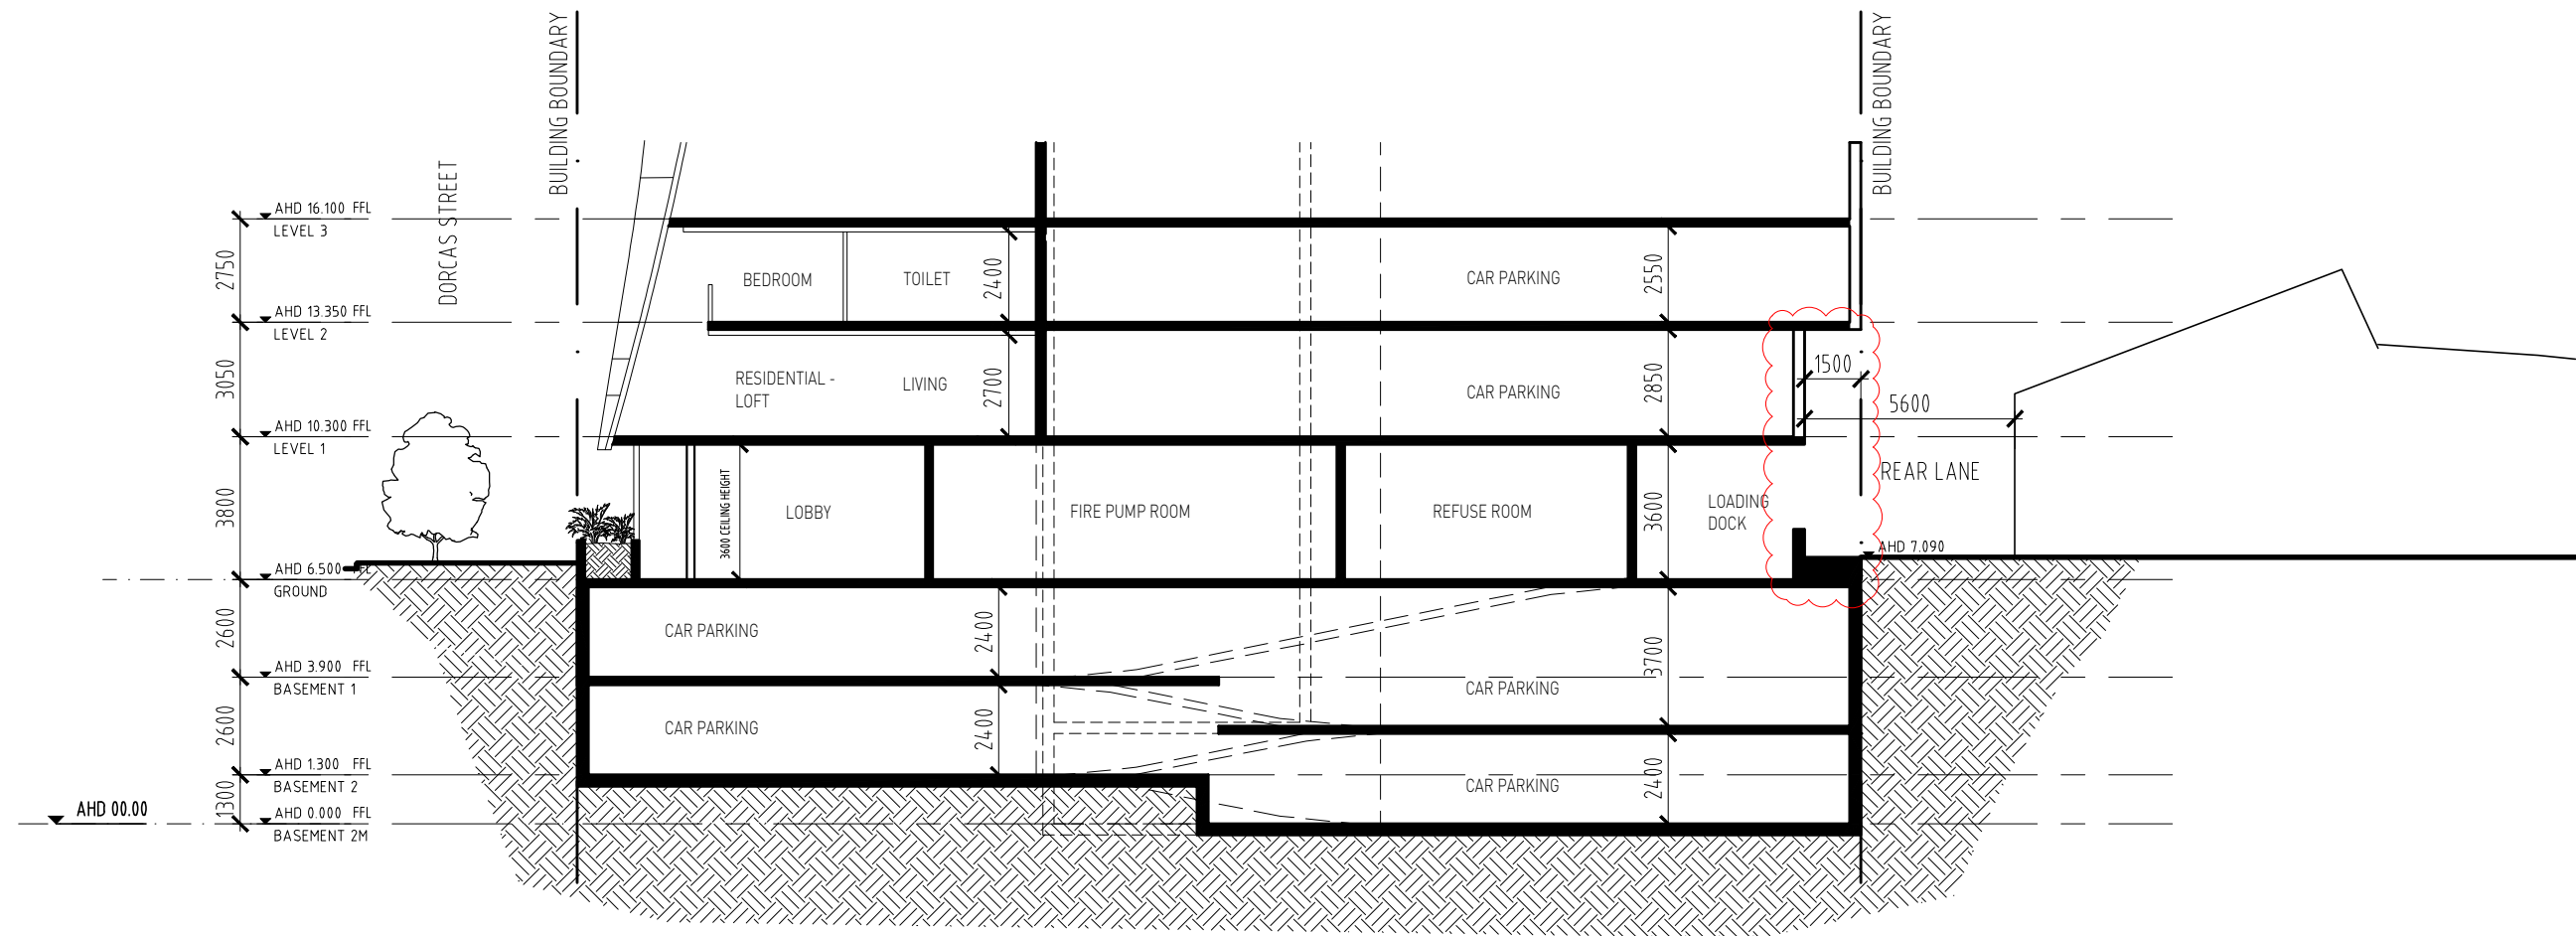 BUILDING BOUNDARY
BUILDING BOUNDARY
DORCAS STREET
AHD 16.100 FFL
LEVEL 3
2750
BEDROOM
TOILET
2400
CAR PARKING
2550
AHD 13.350 FFL
LEVEL 2
3050
RESIDENTIAL -
LOFT
LIVING
2700
CAR PARKING
2850
1500
5600
AHD 10.300 FFL
LEVEL 1
3800
3600 CEILING HEIGHT
LOBBY
FIRE PUMP ROOM
REFUSE ROOM
3600
LOADING
DOCK
REAR LANE
AHD 7.090
AHD 6.500 FFL
GROUND
2600
CAR PARKING
2400
3700
AHD 3.900 FFL
BASEMENT 1
CAR PARKING
2600
CAR PARKING
2400
AHD 1.300 FFL
BASEMENT 2
CAR PARKING
2400
1300
AHD 00.00
AHD 0.000 FFL
BASEMENT 2M